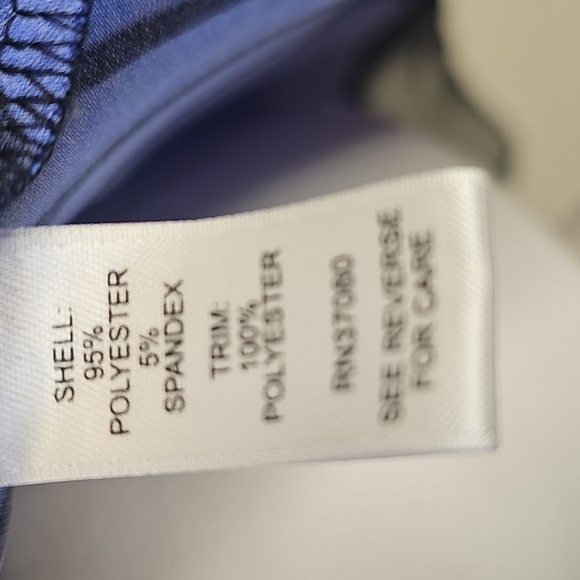 SHELL:
95%
POLYESTER
5%
SPANDEX
TRIM:
100%
POLYESTER
RN37080
SEE REVERSE
FOR CARE